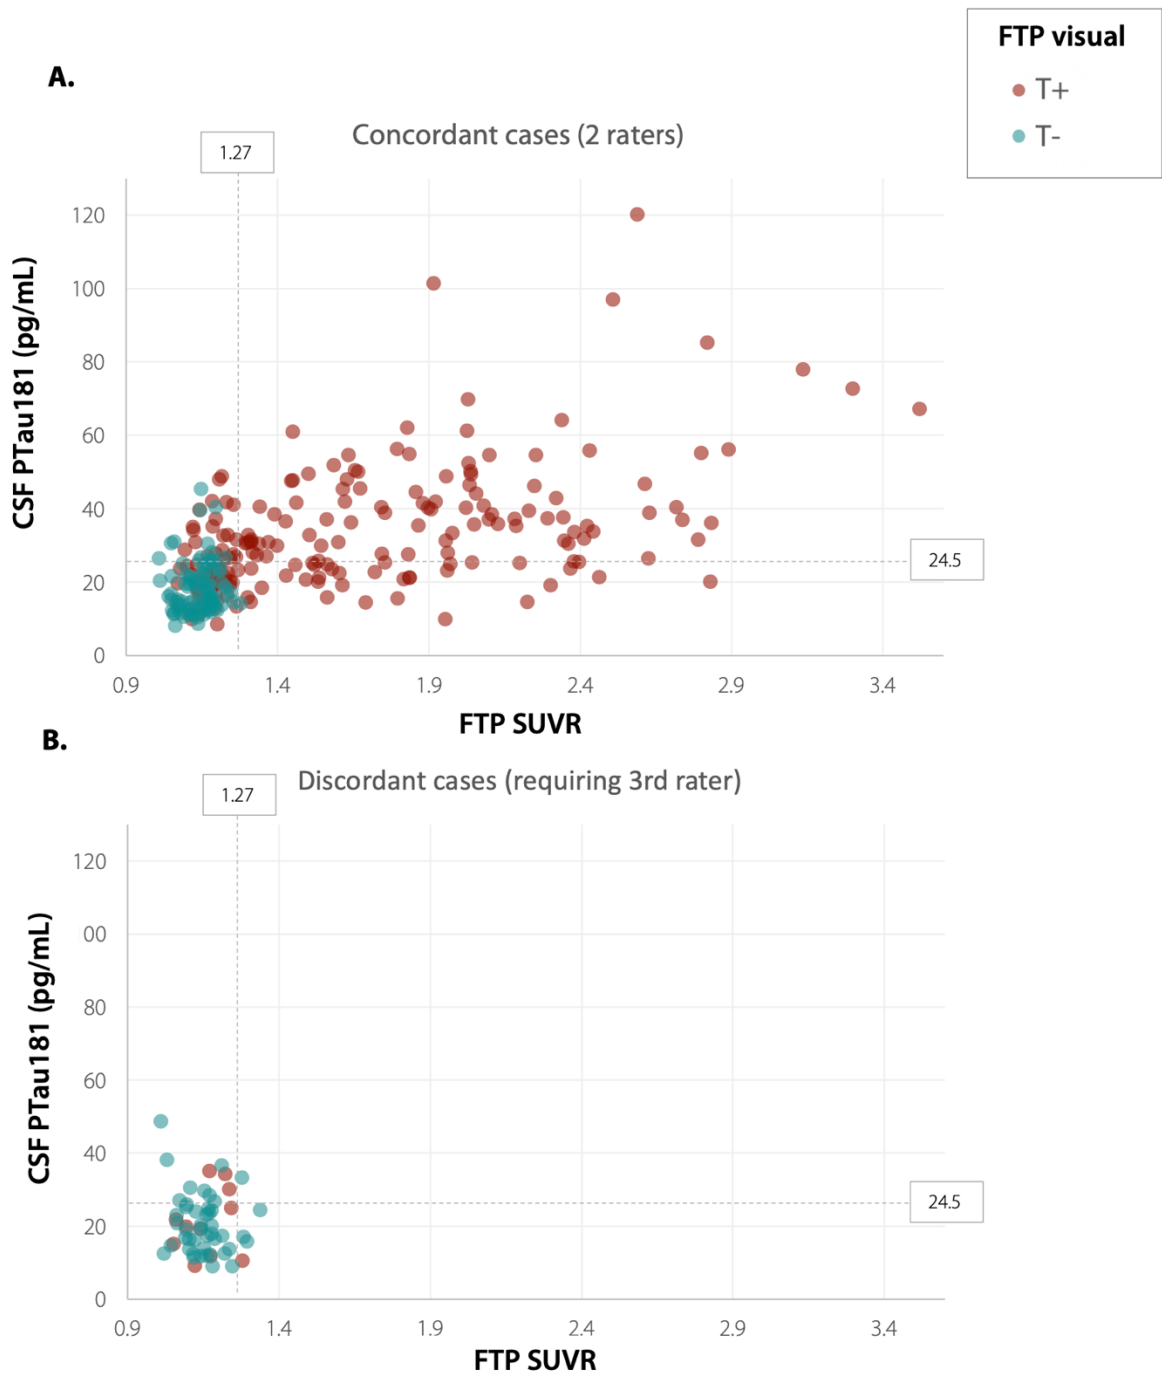 FTP visual
T+
T-
A.
Concordant cases (2 raters)
1.27
120
100
80
60
40
20
0
CSF PTau181 (pg/mL)
24.5
0.9 1.4 1.9 2.4 2.9 3.4
FTP SUVR
B.
Discordant cases (requiring 3rd rater)
1.27
120
00
80
60
40
20
0
CSF PTau181 (pg/mL)
24.5
0.9 1.4 1.9 2.4 2.9 3.4
FTP SUVR